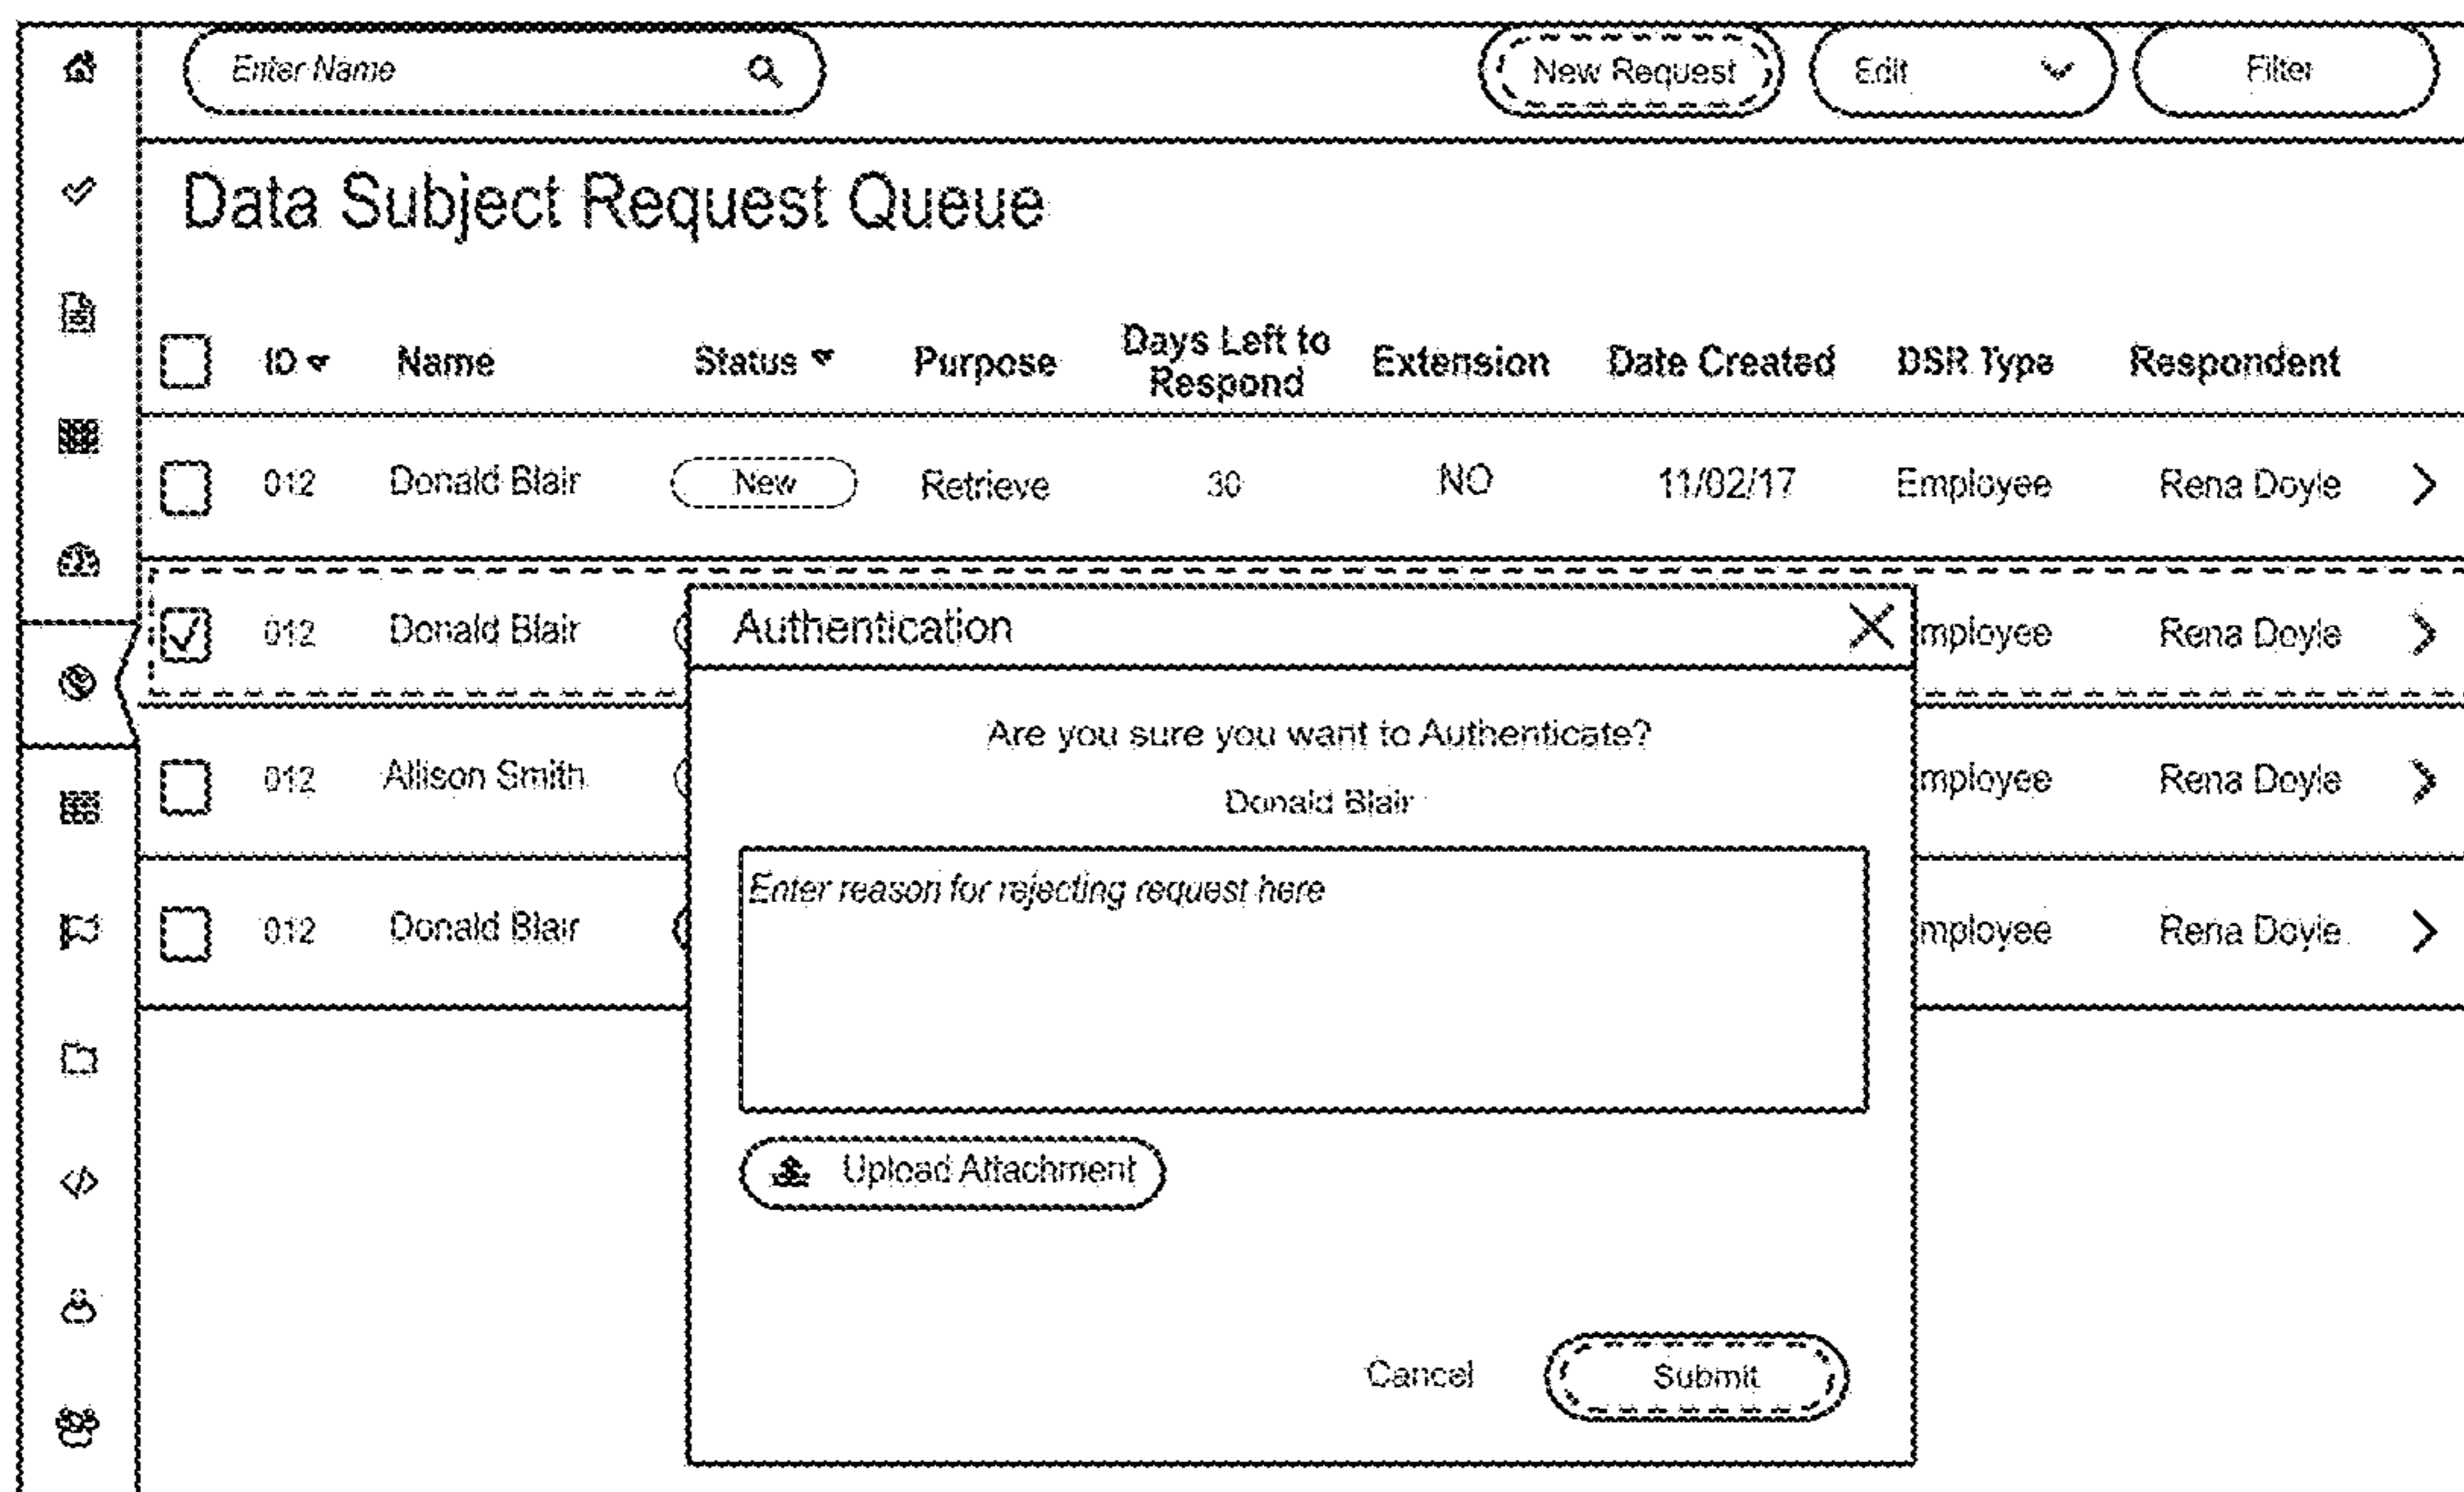 Enter Name New Request Edit Filter
Data Subject Request Queue
ID Name Status Purpose Days Left to Respond Extension Date Created DSR Type Respondent
012 Donald Blair New Retrieve 30 NO 11/02/17 Employee Rena Doyle
012 Donald Blair Authentication mployee Rena Doyle
Are you sure you want to Authenticate?
012 Allison Smith Donald Blair mployee Rena Doyle
Enter reason for rejecting request here
012 Donald Blair mployee Rena Doyle
Upload Attachment
Cancel Submit